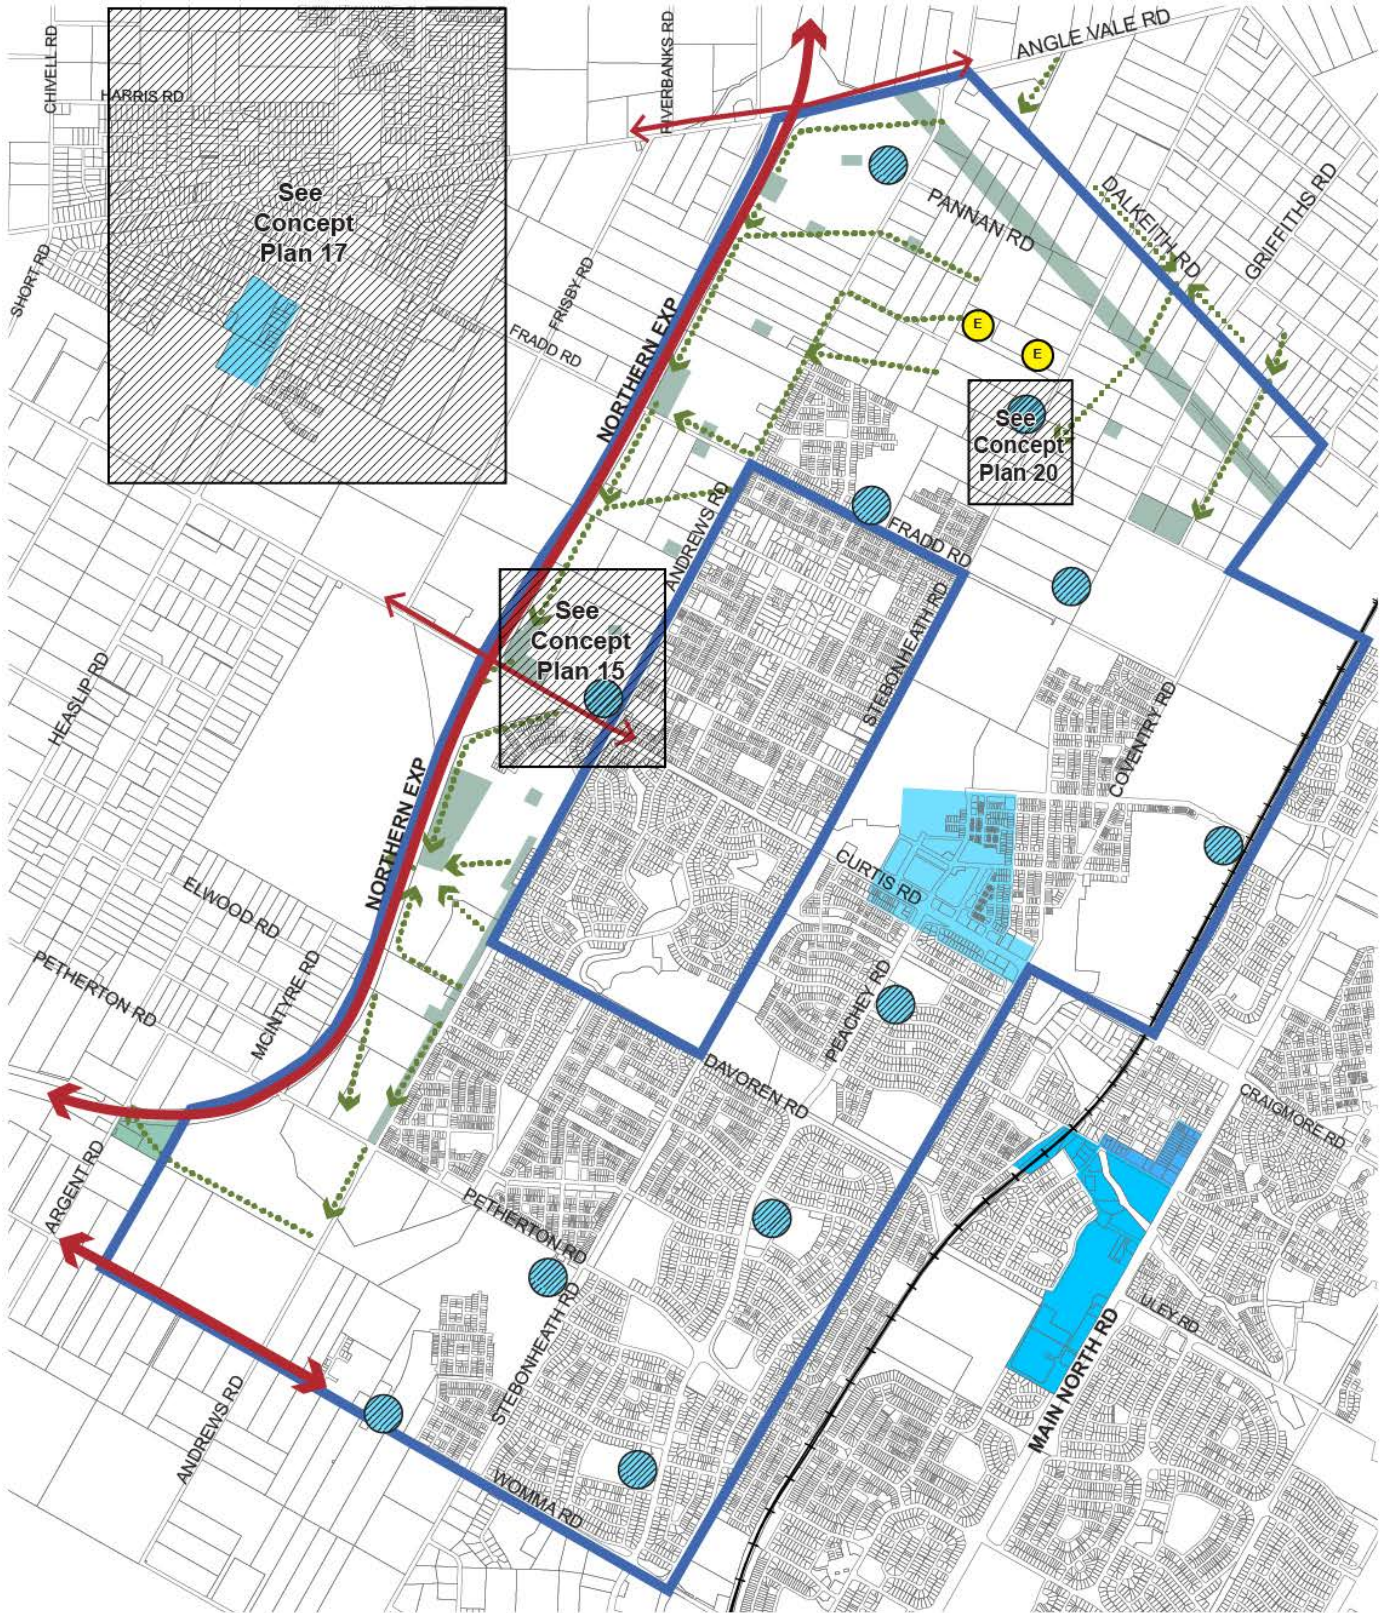 CHIVELL RD
HARRIS RD
RIVERBANKS RD
ANGLE VALE RD
See
Concept
Plan 17
PANNAN RD
DALKEITH RD
GRIFFITHS RD
SHORT RD
FRISBY RD
FRADD RD
NORTHERN EXP
E
E
See
Concept
Plan 20
ANDREWS RD
FRADD RD
See
Concept
Plan 15
STEBONHEATH RD
HEASLIP RD
COVENTRY RD
NORTHERN EXP
CURTIS RD
ELWOOD RD
PETHERTON RD
MCINTYRE RD
PEACHEY RD
DAVOREN RD
CRAIGMORE RD
ARGENT RD
PETHERTON RD
STEBONHEATH RD
ULEY RD
MAIN NORTH RD
ANDREWS RD
WOMMA RD